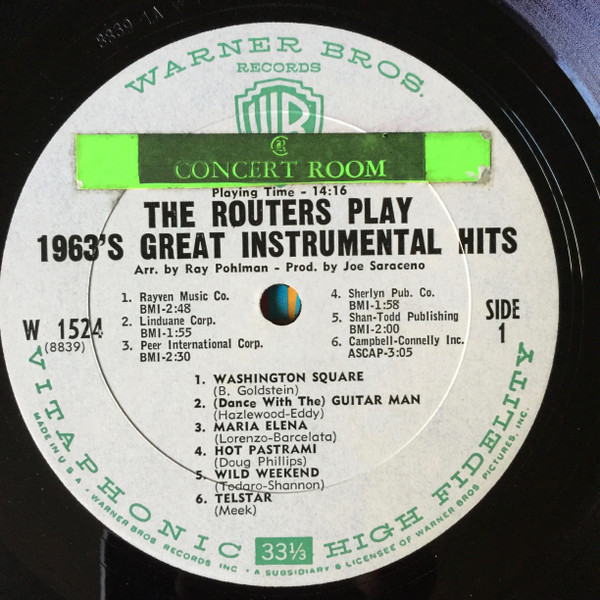 8839-1A W
WARNER BROS.
RECORDS
WB
CONCERT ROOM
Playing Time - 14:16
THE ROUTERS PLAY
1963'S GREAT INSTRUMENTAL HITS
Arr. by Ray Pohlman - Prod. by Joe Saraceno
1. Rayven Music Co.
BMI-2:48
2. Linduane Corp.
BMI-1:55
3. Peer International Corp.
BMI-2:30
4. Sherlyn Pub. Co.
BMI-1:58
5. Shan-Todd Publishing
BMI-2:00
6. Campbell-Connelly Inc.
ASCAP-3:05
W 1524
(8839)
SIDE
1
1. WASHINGTON SQUARE
(B. Goldstein)
2. (Dance With The) GUITAR MAN
(Hazlewood-Eddy)
3. MARIA ELENA
(Lorenzo-Barcelata)
4. HOT PASTRAMI
(Doug Phillips)
5. WILD WEEKEND
(Todaro-Shannon)
6. TELSTAR
(Meek)
VITAPHONIC 33⅓ HIGH FIDELITY
MADE IN U.S.A. • WARNER BROS. RECORDS INC. • A SUBSIDIARY & LICENSEE OF WARNER BROS. PICTURES, INC.